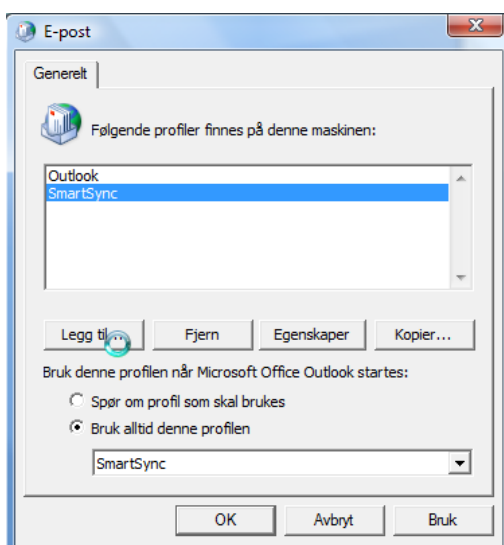 E-post
Generelt
Følgende profiler finnes på denne maskinen:
Outlook
SmartSync
Legg til...
Fjern
Egenskaper
Kopier...
Bruk denne profilen når Microsoft Office Outlook startes:
Spør om profil som skal brukes
Bruk alltid denne profilen
SmartSync
OK
Avbryt
Bruk